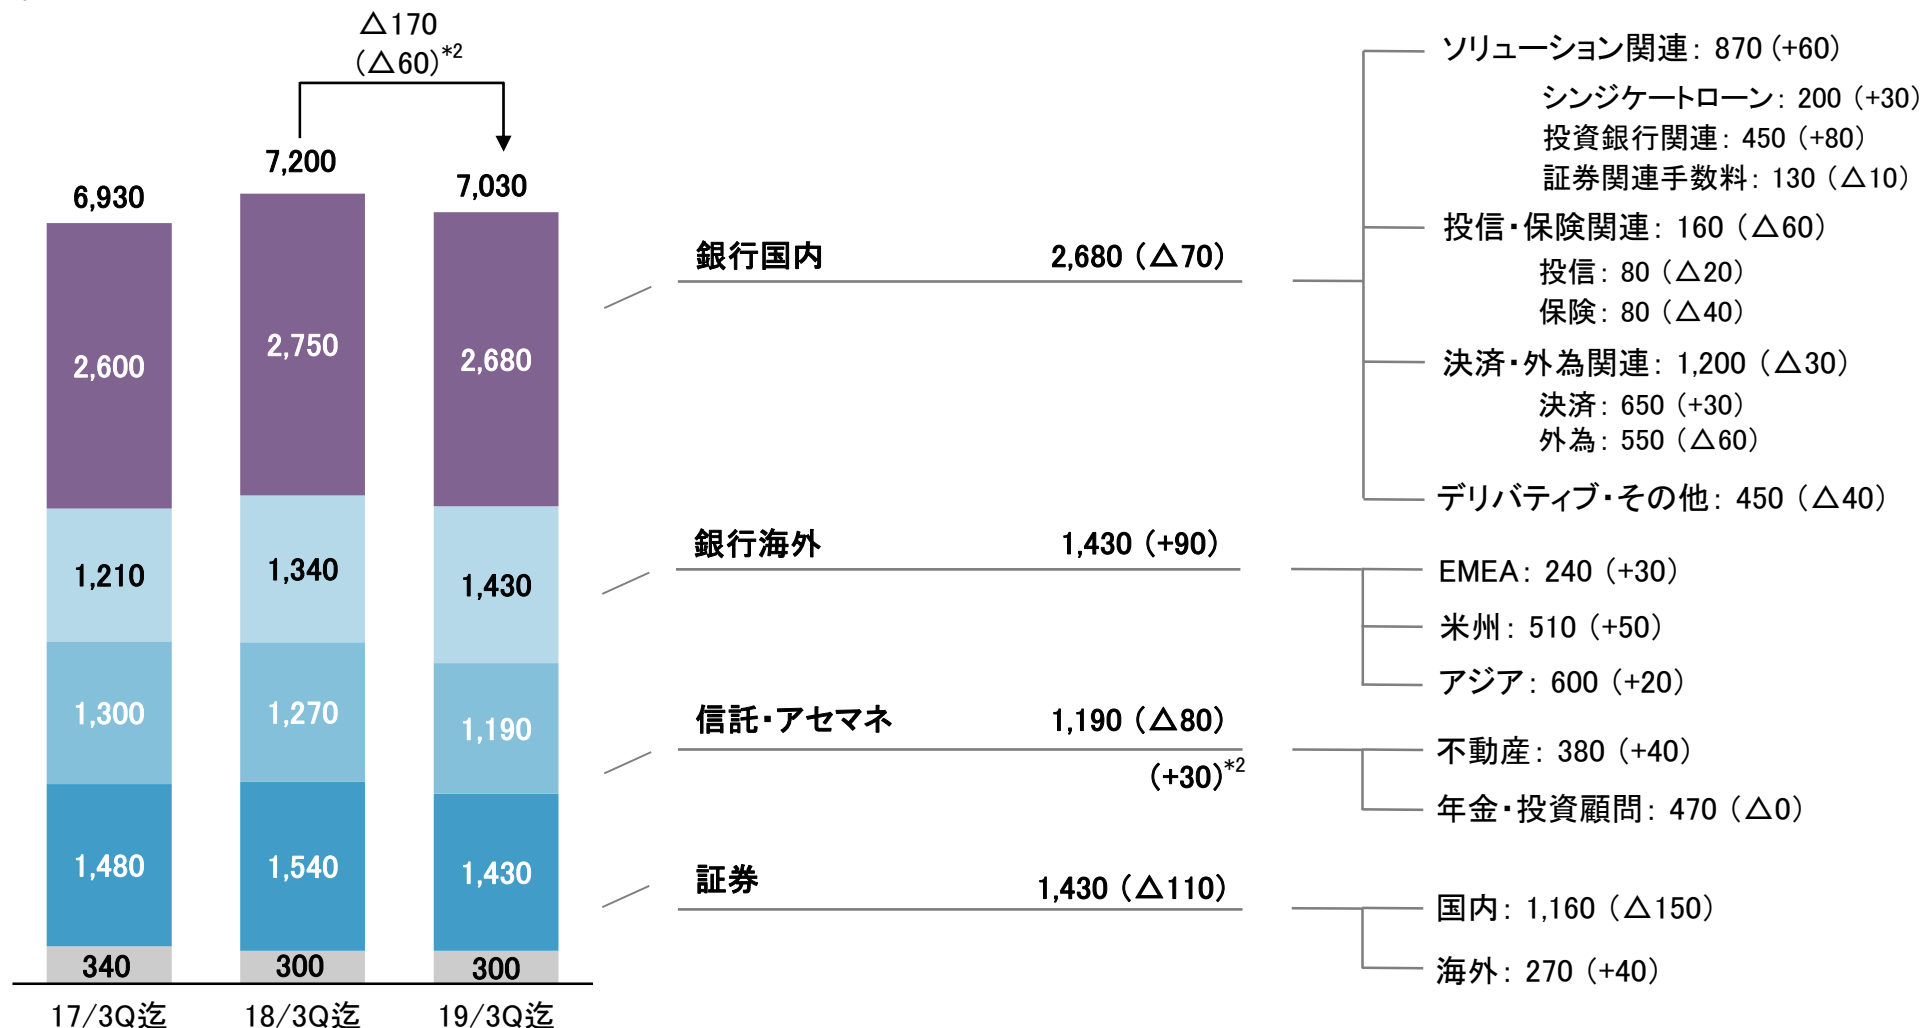 △170
(△60)*2
6,930
7,200
7,030
2,600
2,750
2,680
1,210
1,340
1,430
1,300
1,270
1,190
1,480
1,540
1,430
340
300
300
17/3Q迄
18/3Q迄
19/3Q迄
銀行国内 2,680 (△70)
ソリューション関連: 870 (+60)
シンジケートローン: 200 (+30)
投資銀行関連: 450 (+80)
証券関連手数料: 130 (△10)
投信・保険関連: 160 (△60)
投信: 80 (△20)
保険: 80 (△40)
決済・外為関連: 1,200 (△30)
決済: 650 (+30)
外為: 550 (△60)
デリバティブ・その他: 450 (△40)
銀行海外 1,430 (+90)
EMEA: 240 (+30)
米州: 510 (+50)
アジア: 600 (+20)
信託・アセマネ 1,190 (△80)
(+30)*2
不動産: 380 (+40)
年金・投資顧問: 470 (△0)
証券 1,430 (△110)
国内: 1,160 (△150)
海外: 270 (+40)